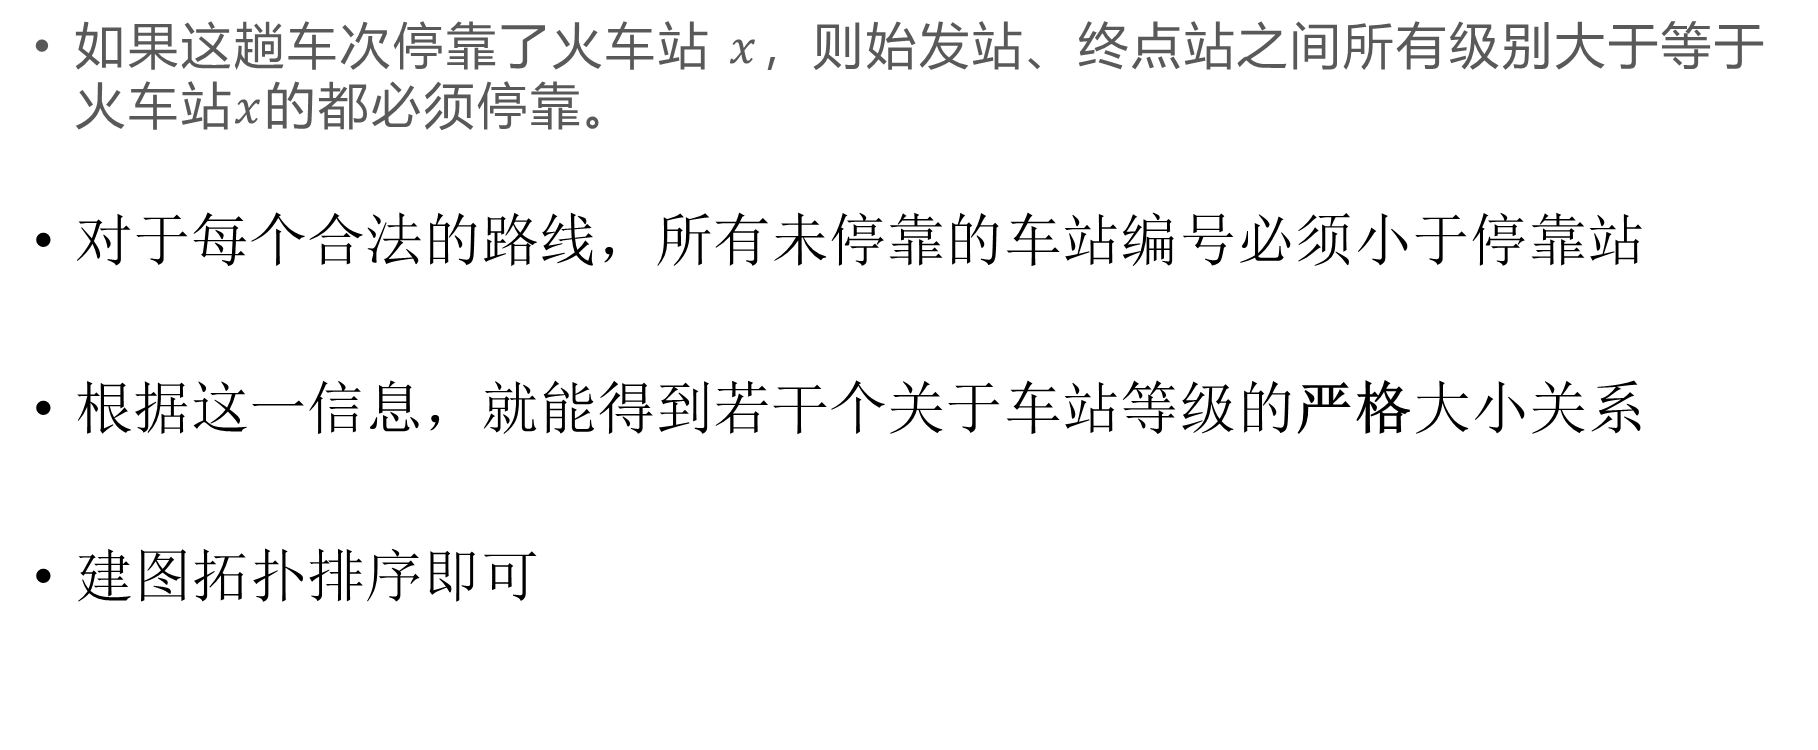 • 如果这趟车次停靠了火车站 x，则始发站、终点站之间所有级别大于等于
火车站x的都必须停靠。
• 对于每个合法的路线，所有未停靠的车站编号必须小于停靠站
• 根据这一信息，就能得到若干个关于车站等级的严格大小关系
• 建图拓扑排序即可